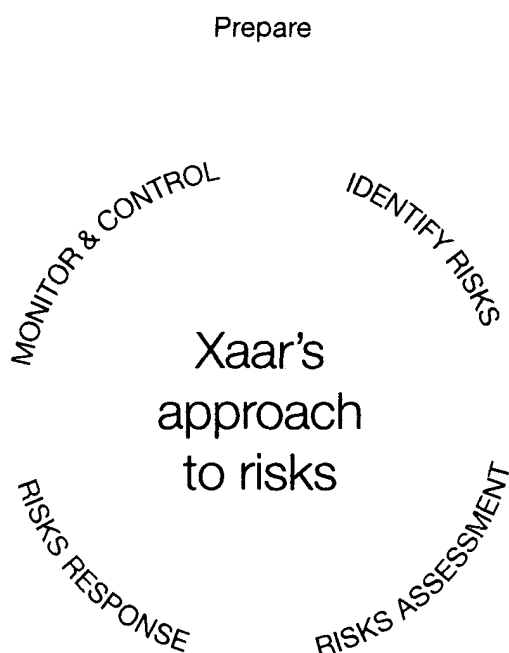 Prepare
IDENTIFY RISKS
RISKS ASSESSMENT
RISKS RESPONSE
MONITOR & CONTROL
Xaar's
approach
to risks